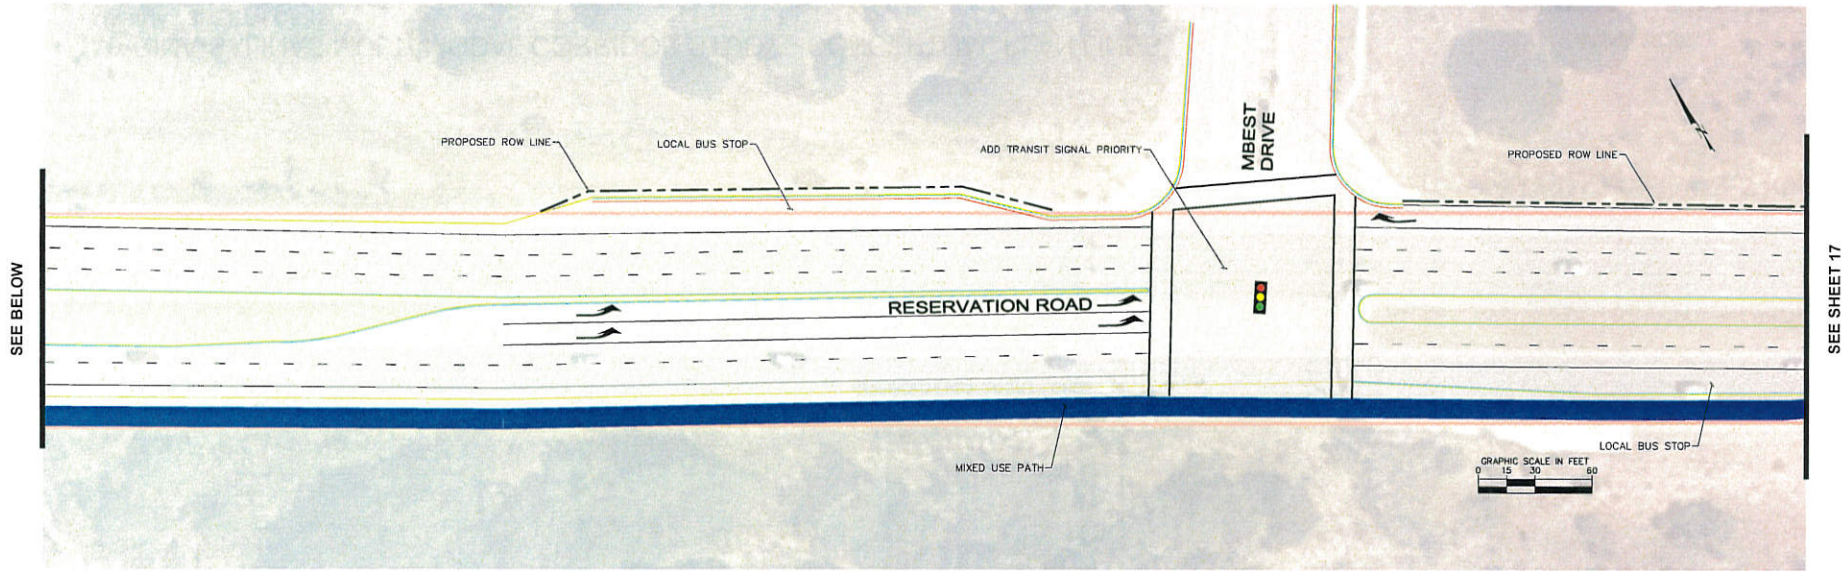 PROPOSED ROW LINE
LOCAL BUS STOP
ADD TRANSIT SIGNAL PRIORITY
MBEST
DRIVE
PROPOSED ROW LINE
SEE BELOW
RESERVATION ROAD
SEE SHEET 17
MIXED USE PATH
LOCAL BUS STOP
GRAPHIC SCALE IN FEET
0 15 30 60